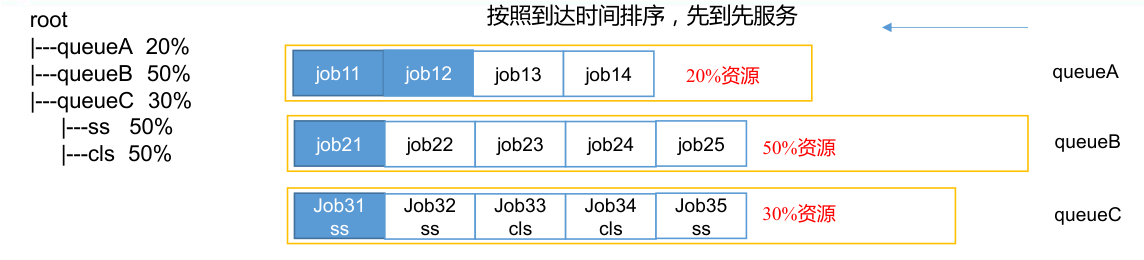 按照到达时间排序，先到先服务
root
|---queueA 20%
|---queueB 50%
|---queueC 30%
|---ss 50%
|---cls 50%
job11 job12 job13 job14 20%资源 queueA
job21 job22 job23 job24 job25 50%资源 queueB
Job31 Job32 Job33 Job34 Job35 30%资源 queueC
ss ss cls cls ss